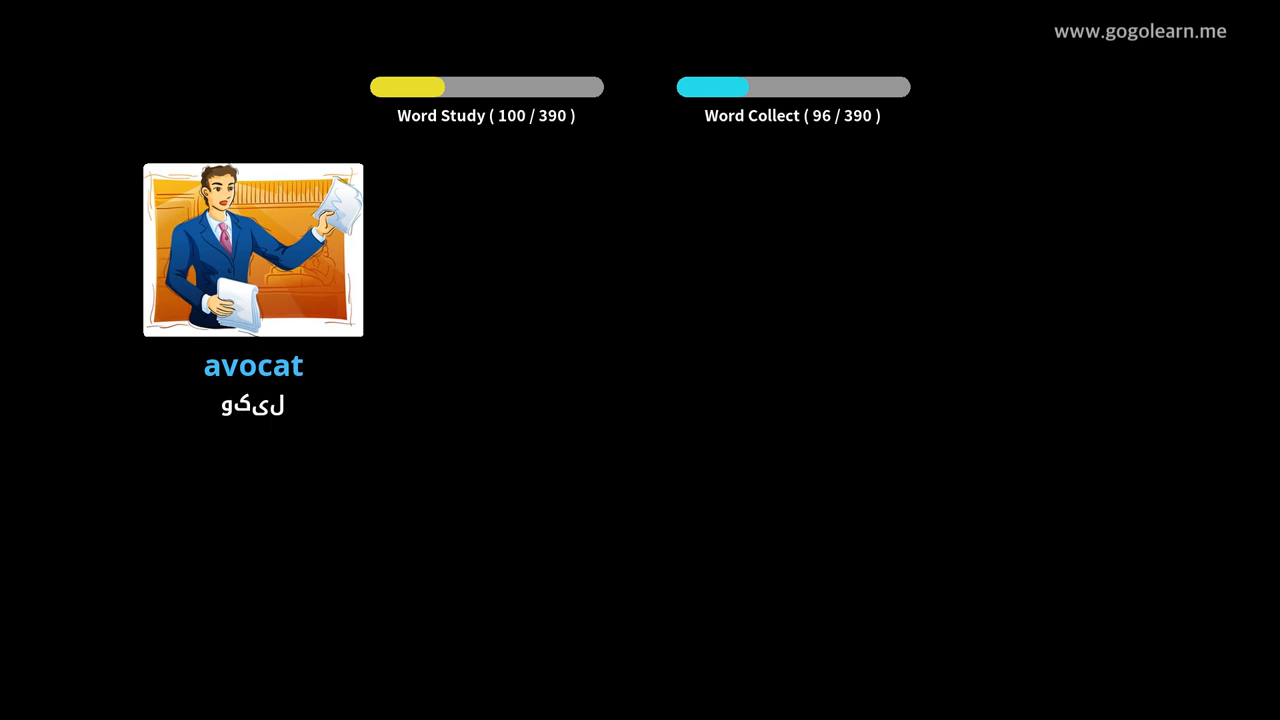 www.gogolearn.me
Word Study ( 100 / 390 )
Word Collect ( 96 / 390 )
avocat
وکیل